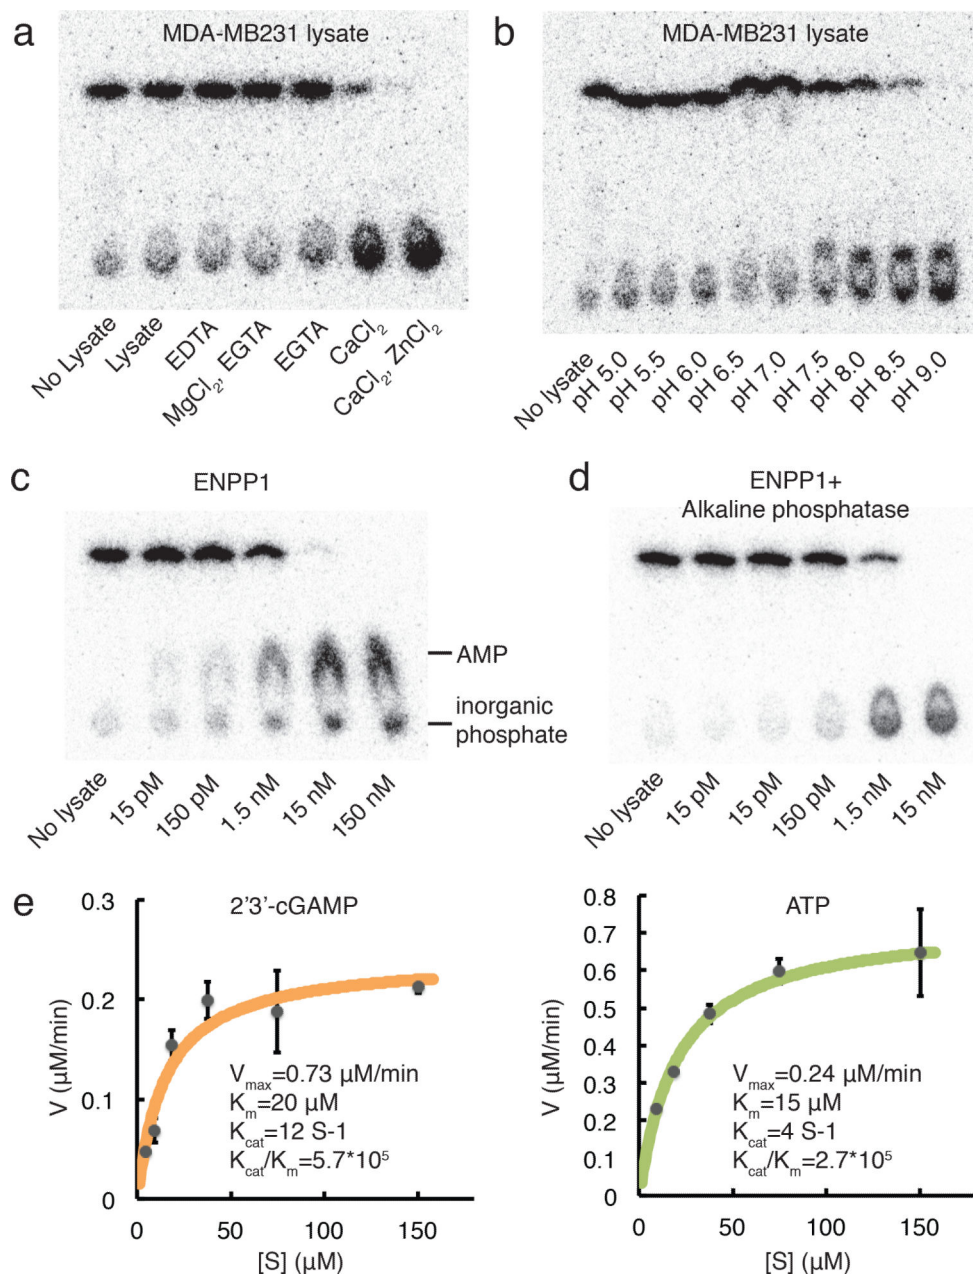 a
MDA-MB231 lysate
No Lysate
Lysate
EDTA
MgCl₂, EGTA
EGTA
CaCl₂
CaCl₂, ZnCl₂
b
MDA-MB231 lysate
No lysate
pH 5.0
pH 5.5
pH 6.0
pH 6.5
pH 7.0
pH 7.5
pH 8.0
pH 8.5
pH 9.0
c
ENPP1
AMP
inorganic
phosphate
No lysate
15 pM
150 pM
1.5 nM
15 nM
150 nM
d
ENPP1+
Alkaline phosphatase
No lysate
15 pM
15 pM
150 pM
1.5 nM
15 nM
e
2'3'-cGAMP
V (µM/min)
0.3
0.2
0.1
0
Vmax=0.73 µM/min
Km=20 µM
Kcat=12 S-1
Kcat/Km=5.7*10⁵
0 50 100 150
[S] (µM)
ATP
V (µM/min)
0.8
0.7
0.6
0.5
0.4
0.3
0.2
0.1
0
Vmax=0.24 µM/min
Km=15 µM
Kcat=4 S-1
Kcat/Km=2.7*10⁵
0 50 100 150
[S] (µM)